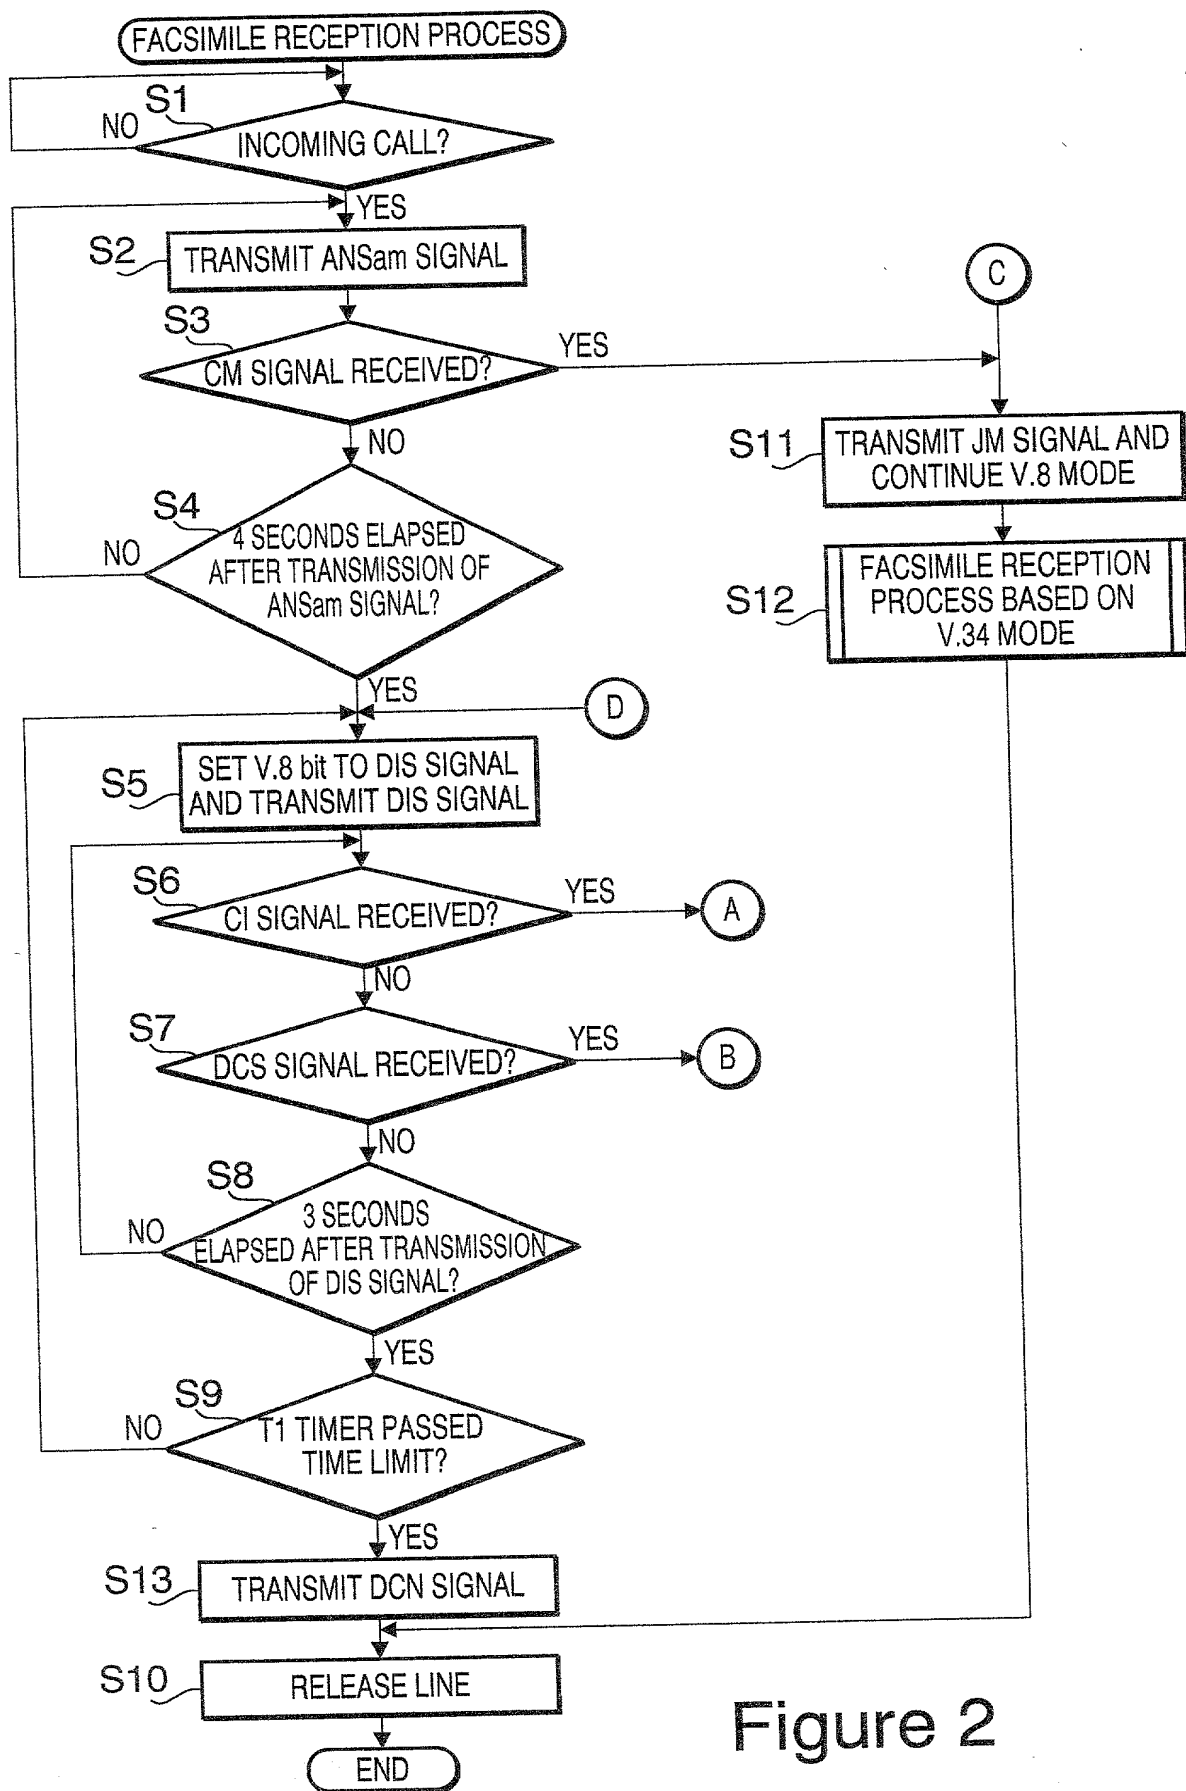 FACSIMILE RECEPTION PROCESS
S1
NO
INCOMING CALL?
YES
S2
TRANSMIT ANSam SIGNAL
C
S3
CM SIGNAL RECEIVED?
YES
NO
S11
TRANSMIT JM SIGNAL AND
CONTINUE V.8 MODE
S4
NO
4 SECONDS ELAPSED
AFTER TRANSMISSION OF
ANSam SIGNAL?
S12
FACSIMILE RECEPTION
PROCESS BASED ON
V.34 MODE
YES
D
S5
SET V.8 bit TO DIS SIGNAL
AND TRANSMIT DIS SIGNAL
S6
CI SIGNAL RECEIVED?
YES
A
NO
S7
DCS SIGNAL RECEIVED?
YES
B
NO
S8
NO
3 SECONDS
ELAPSED AFTER TRANSMISSION
OF DIS SIGNAL?
YES
S9
NO
T1 TIMER PASSED
TIME LIMIT?
YES
S13
TRANSMIT DCN SIGNAL
S10
RELEASE LINE
END
Figure 2